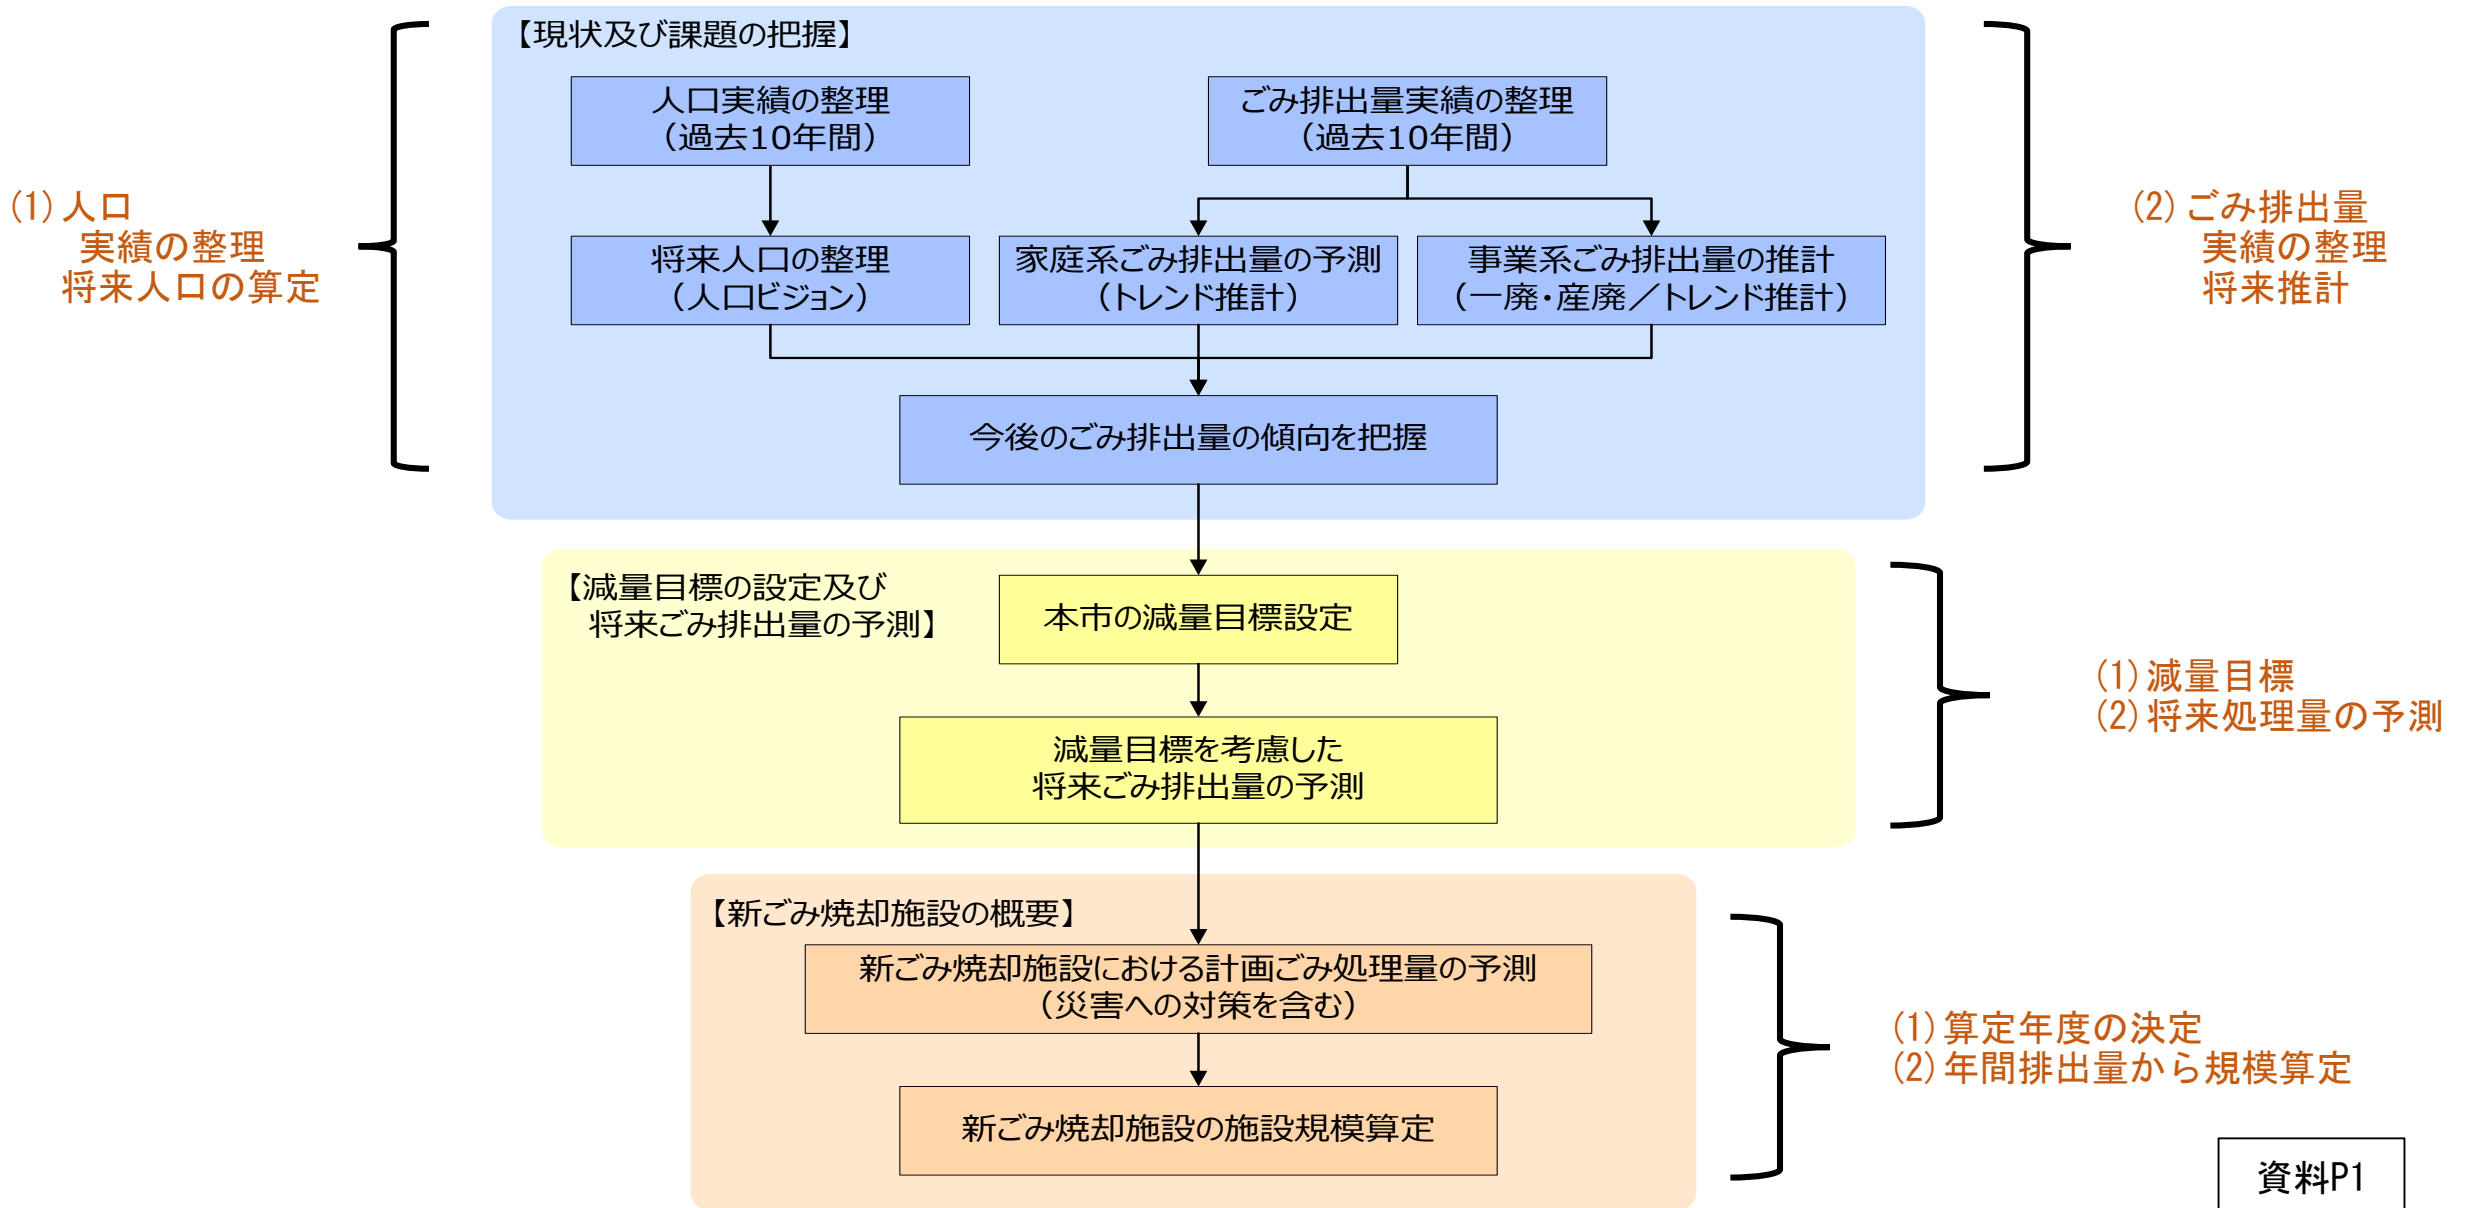 【現状及び課題の把握】
人口実績の整理
（過去10年間）
ごみ排出量実績の整理
（過去10年間）
(1)人口
実績の整理
将来人口の算定
(2)ごみ排出量
実績の整理
将来推計
将来人口の整理
（人口ビジョン）
家庭系ごみ排出量の予測
（トレンド推計）
事業系ごみ排出量の推計
（一廃・産廃／トレンド推計）
今後のごみ排出量の傾向を把握
【減量目標の設定及び
将来ごみ排出量の予測】
本市の減量目標設定
減量目標を考慮した
将来ごみ排出量の予測
(1)減量目標
(2)将来処理量の予測
【新ごみ焼却施設の概要】
新ごみ焼却施設における計画ごみ処理量の予測
（災害への対策を含む）
新ごみ焼却施設の施設規模算定
(1)算定年度の決定
(2)年間排出量から規模算定
資料P1